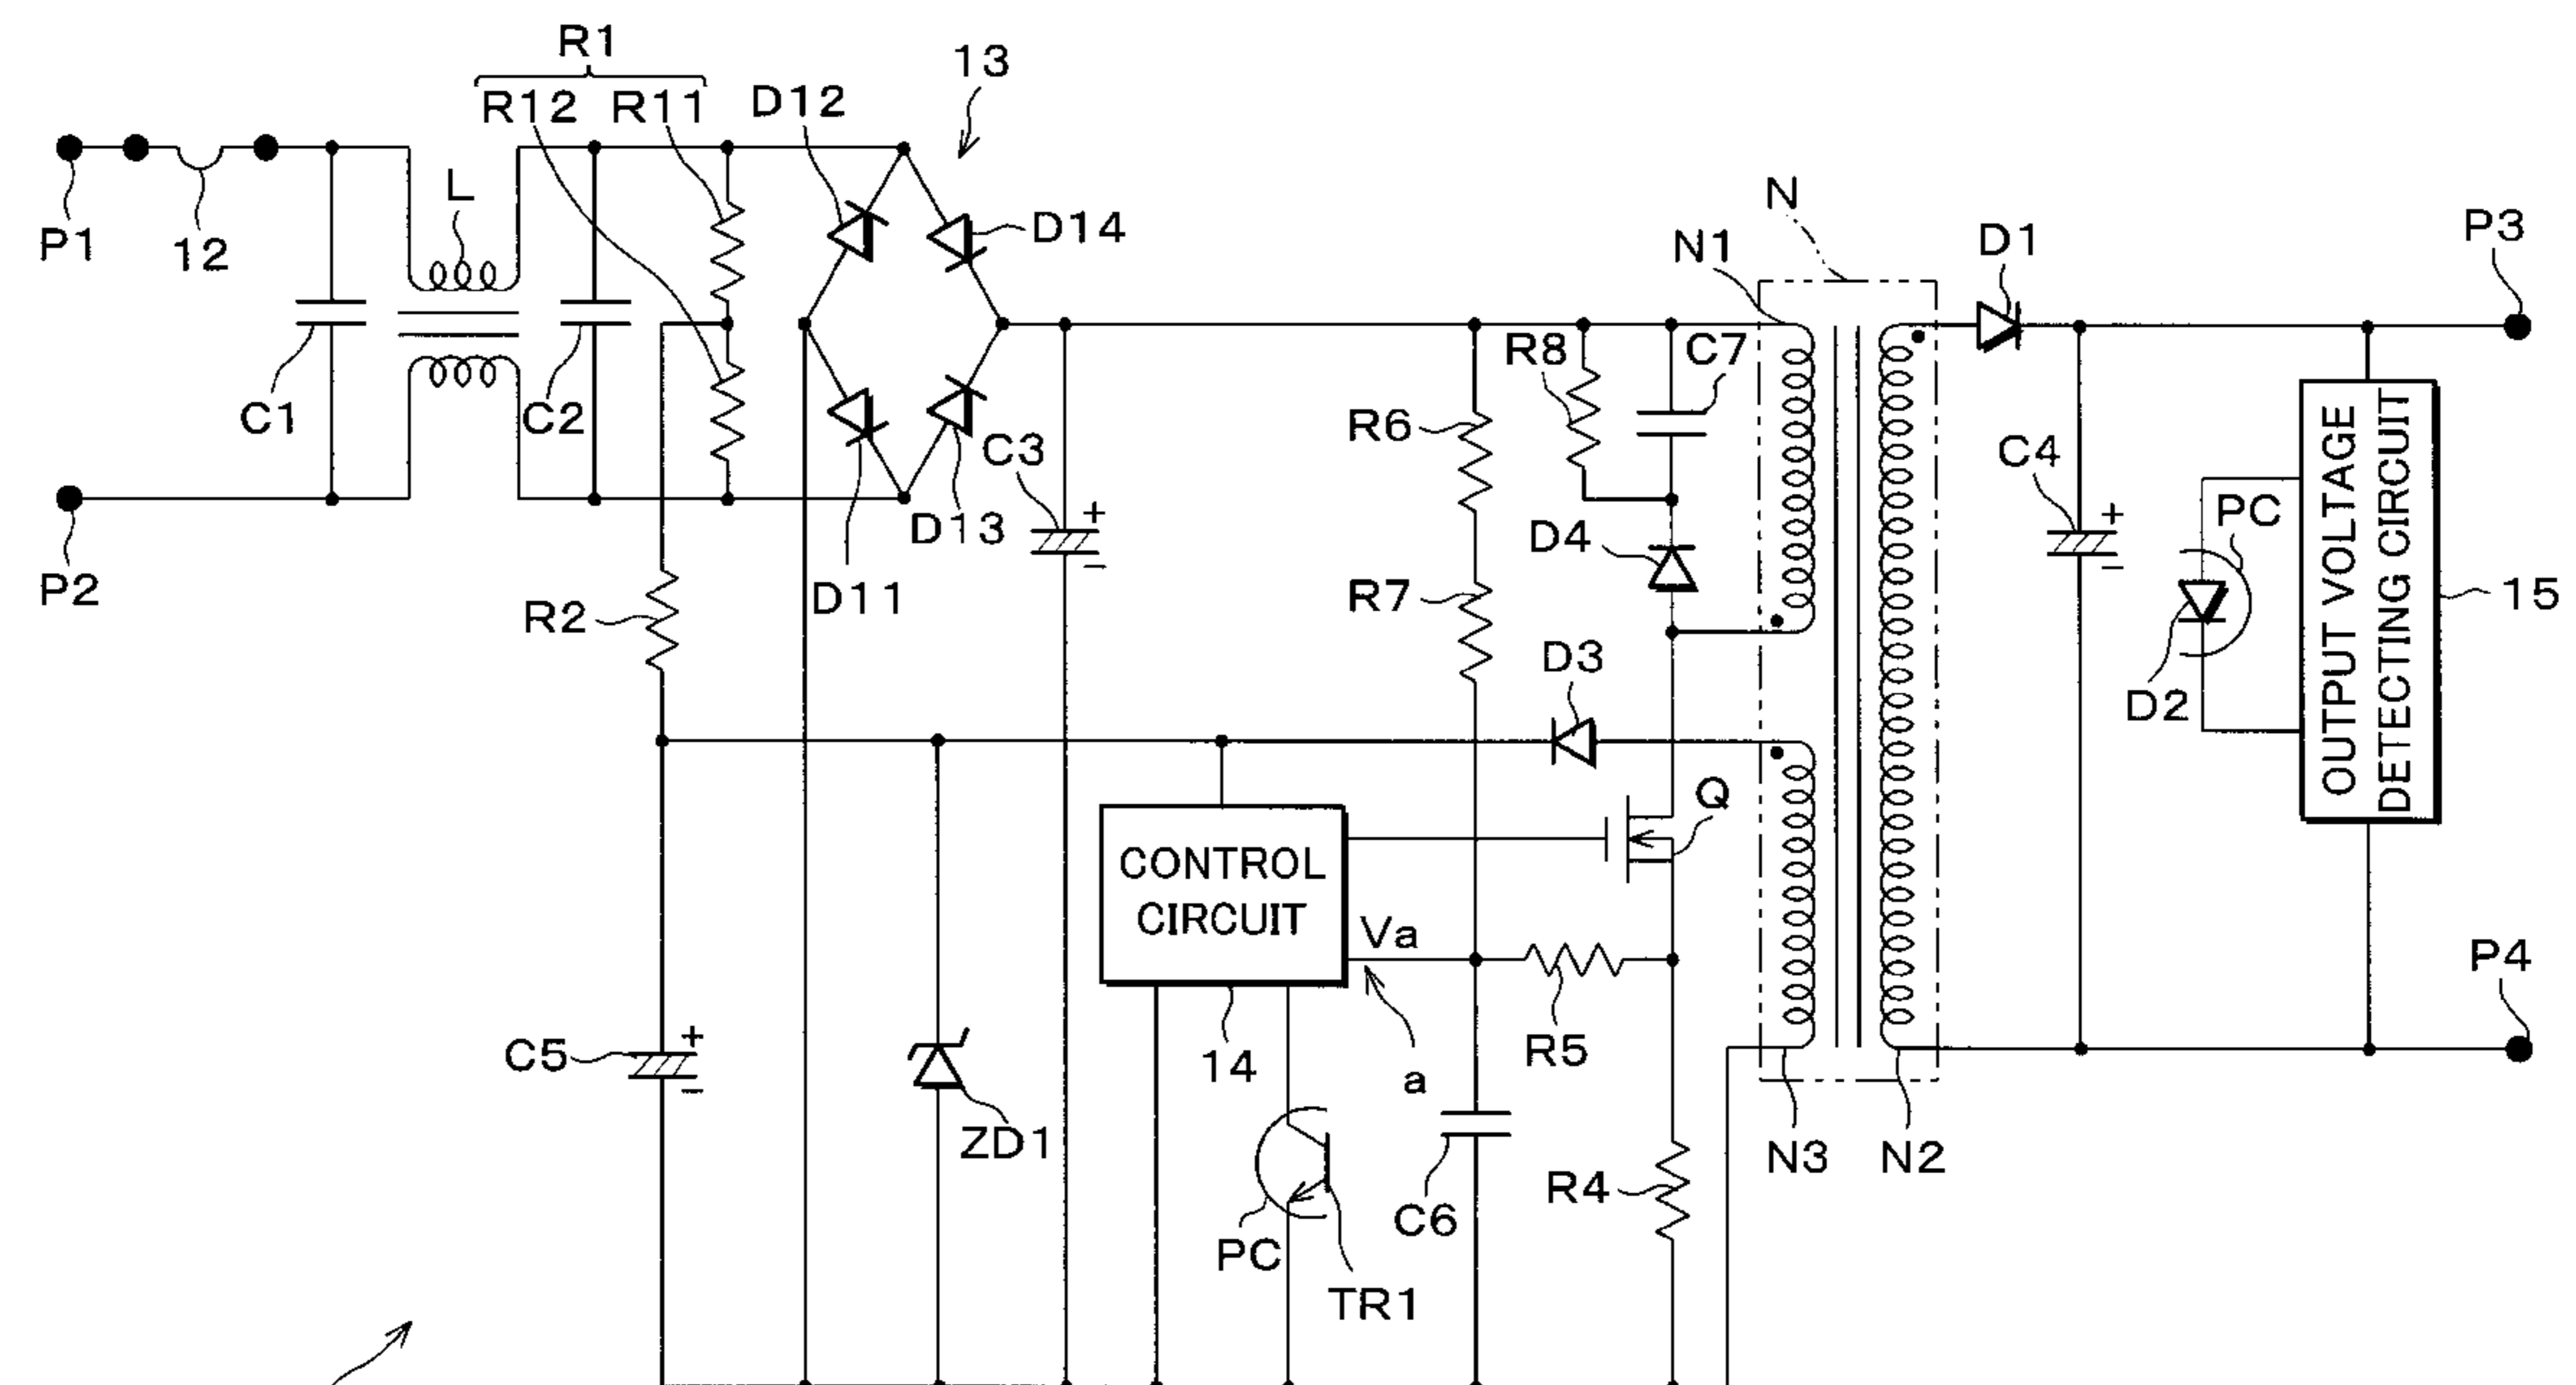 R1
13
R12 R11 D12
L
D14
N
P1
12
N1
D1
P3
C1
C2
C3
D13
D11
R8
C7
R6
D4
R7
C4
PC
OUTPUT VOLTAGE
DETECTING CIRCUIT
15
P2
R2
D3
D2
Q
CONTROL
CIRCUIT
Va
P4
C5
+
−
+
−
+
−
ZD1
14
a
R5
N3
N2
R4
C6
PC
TR1